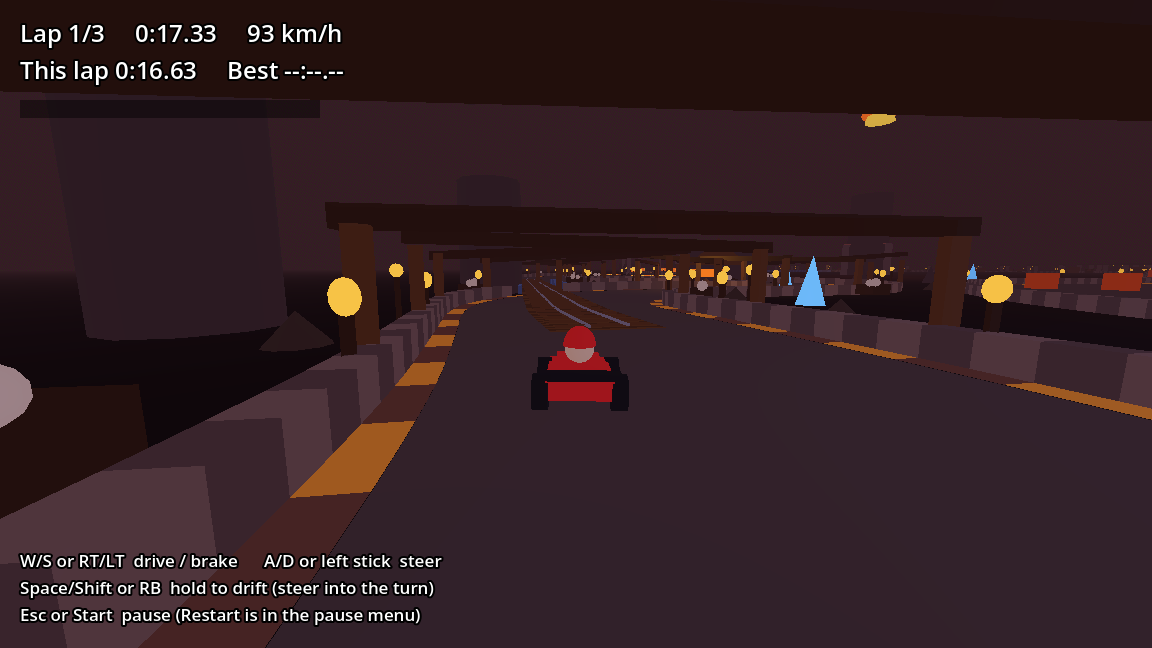 Lap 1/3 0:17.33 93 km/h
This lap 0:16.63 Best --:--.--
W/S or RT/LT drive / brake A/D or left stick steer
Space/Shift or RB hold to drift (steer into the turn)
Esc or Start pause (Restart is in the pause menu)